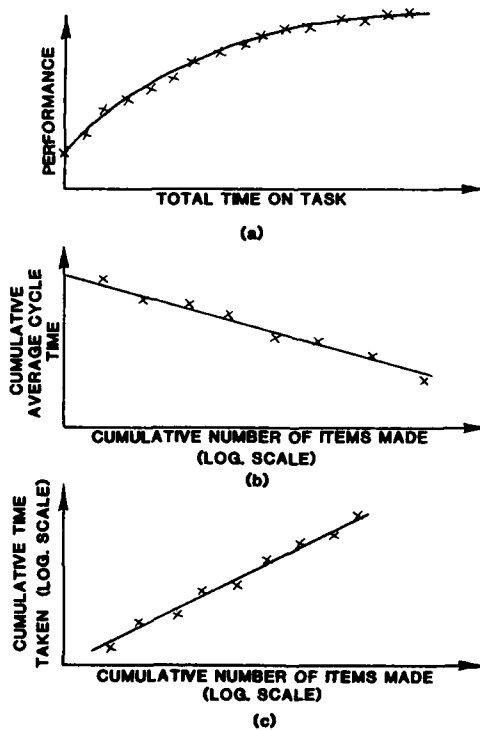 PERFORMANCE
TOTAL TIME ON TASK
(a)
CUMULATIVE
AVERAGE CYCLE
TIME
CUMULATIVE NUMBER OF ITEMS MADE
(LOG. SCALE)
(b)
CUMULATIVE TIME
TAKEN (LOG. SCALE)
CUMULATIVE NUMBER OF ITEMS MADE
(LOG. SCALE)
(c)